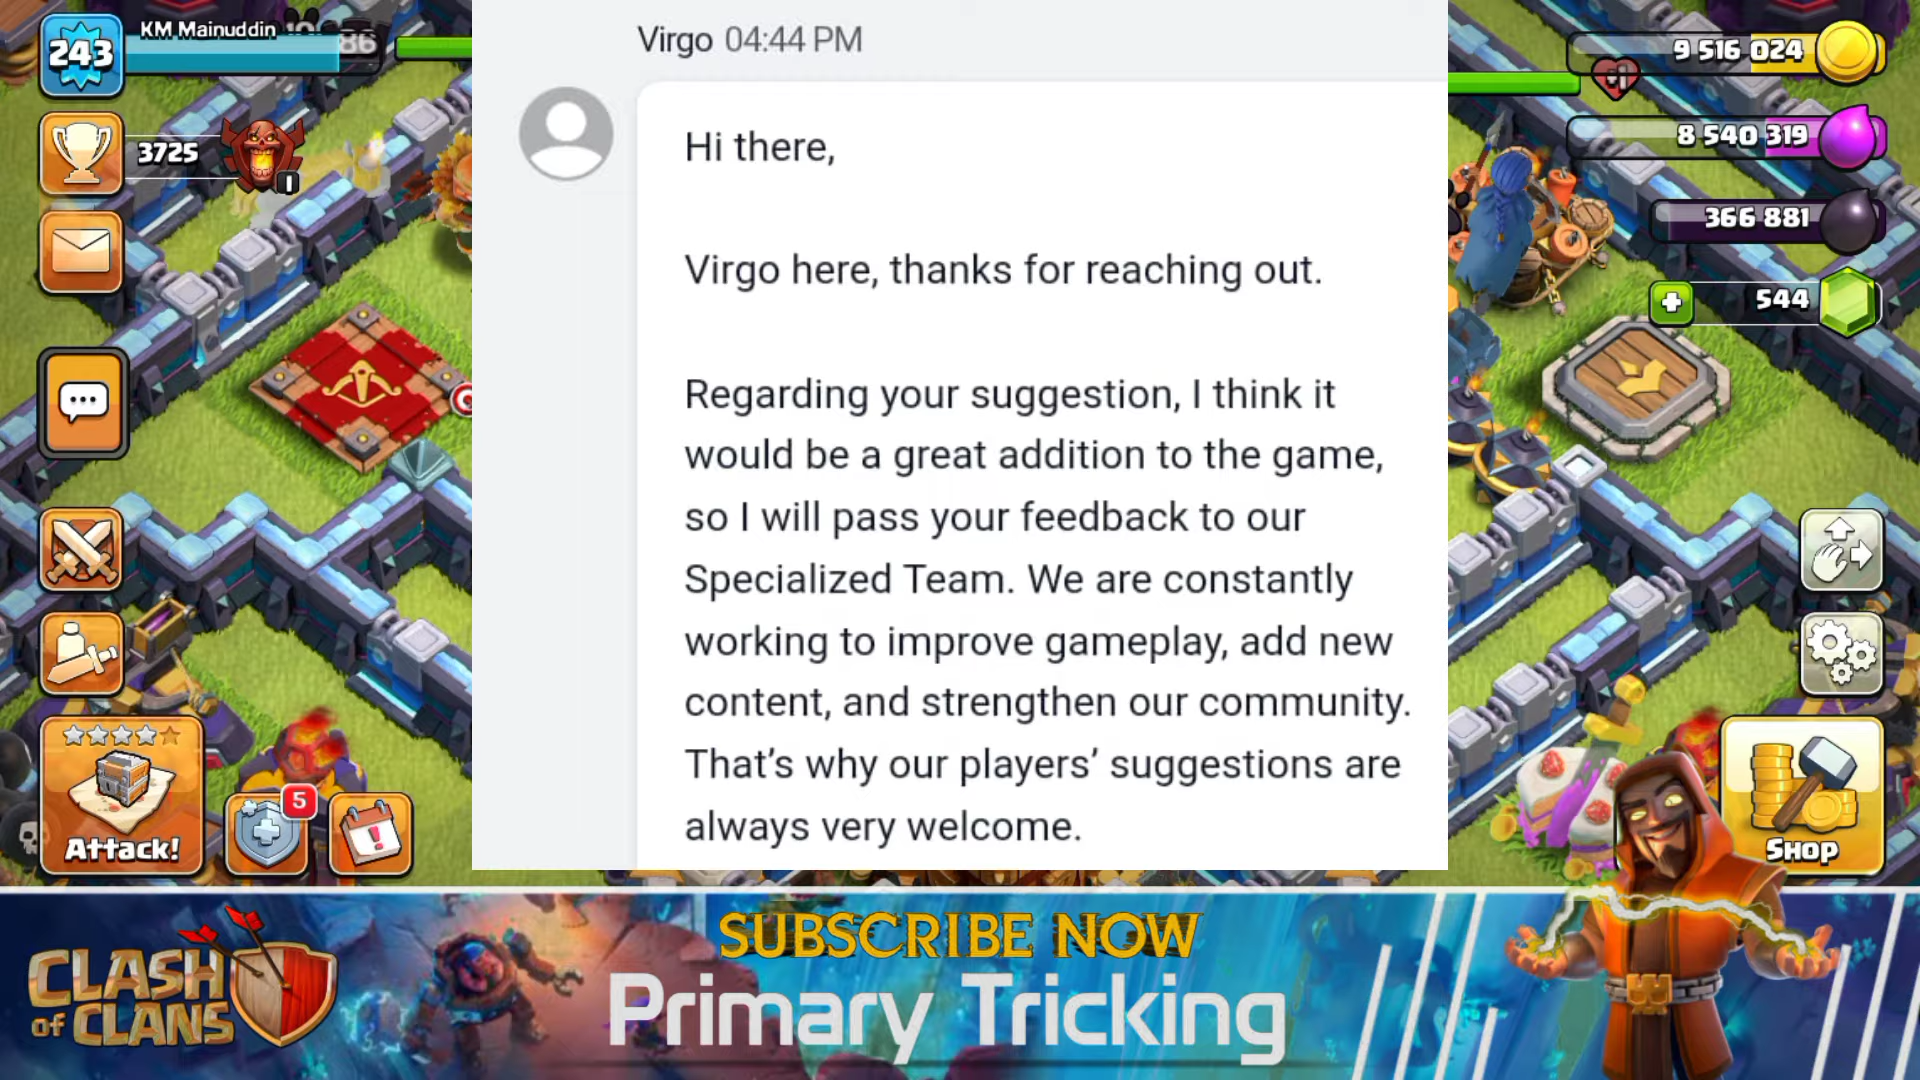 243
KM Mainuddin
86
3725
I
9 516 024
+1
8 540 319
366 881
544
Virgo 04:44 PM
Hi there,
Virgo here, thanks for reaching out.
Regarding your suggestion, I think it
would be a great addition to the game,
so I will pass your feedback to our
Specialized Team. We are constantly
working to improve gameplay, add new
content, and strengthen our community.
That’s why our players’ suggestions are
always very welcome.
Attack!
5
Shop
CLASH
of CLANS
SUBSCRIBE NOW
Primary Tricking